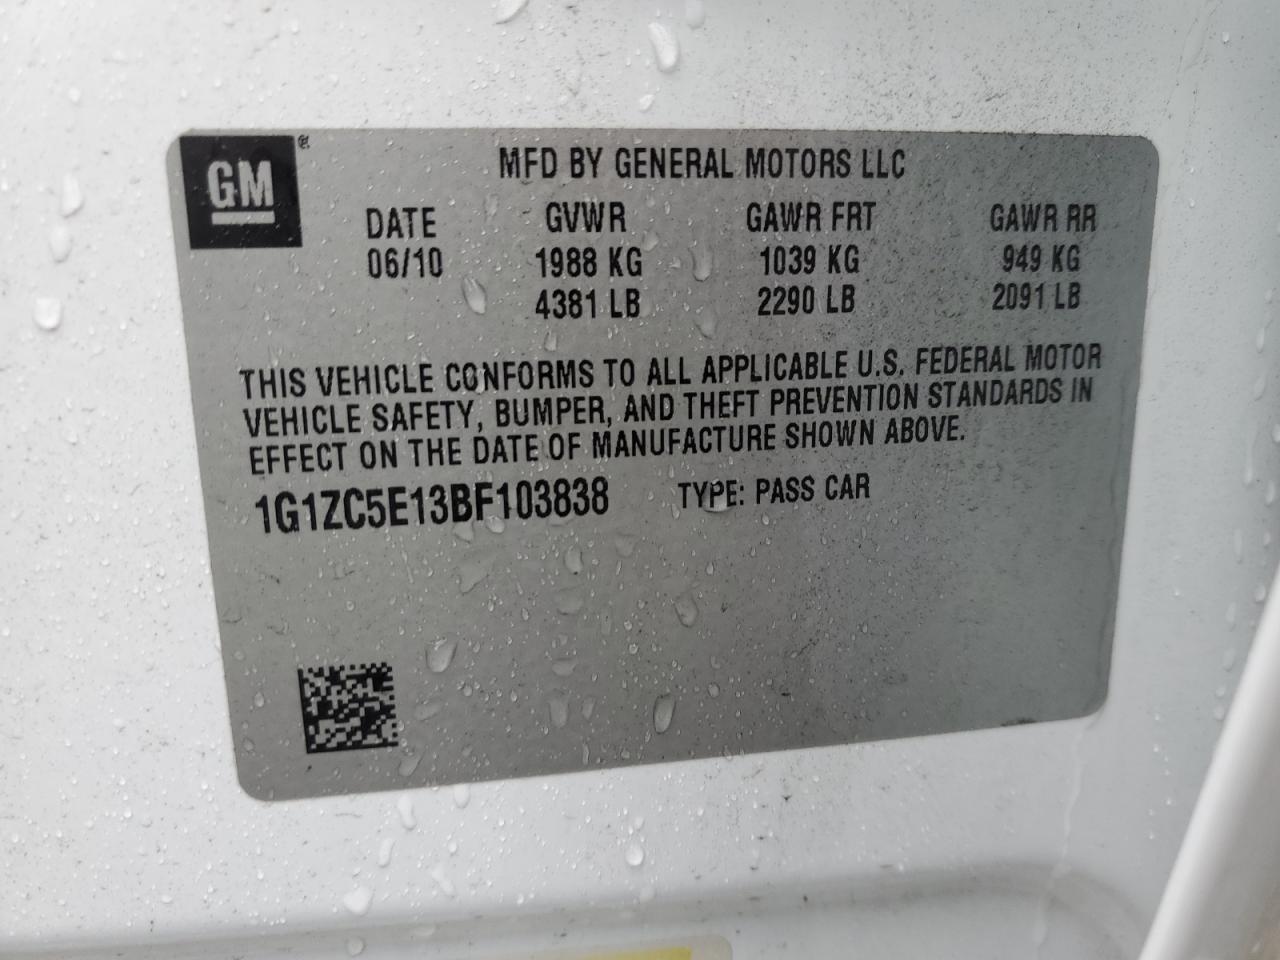 GM
MFD BY GENERAL MOTORS LLC
DATE GVWR GAWR FRT GAWR RR
06/10 1988 KG 1039 KG 949 KG
4381 LB 2290 LB 2091 LB
THIS VEHICLE CONFORMS TO ALL APPLICABLE U.S. FEDERAL MOTOR
VEHICLE SAFETY, BUMPER, AND THEFT PREVENTION STANDARDS IN
EFFECT ON THE DATE OF MANUFACTURE SHOWN ABOVE.
1G1ZC5E13BF103838 TYPE: PASS CAR